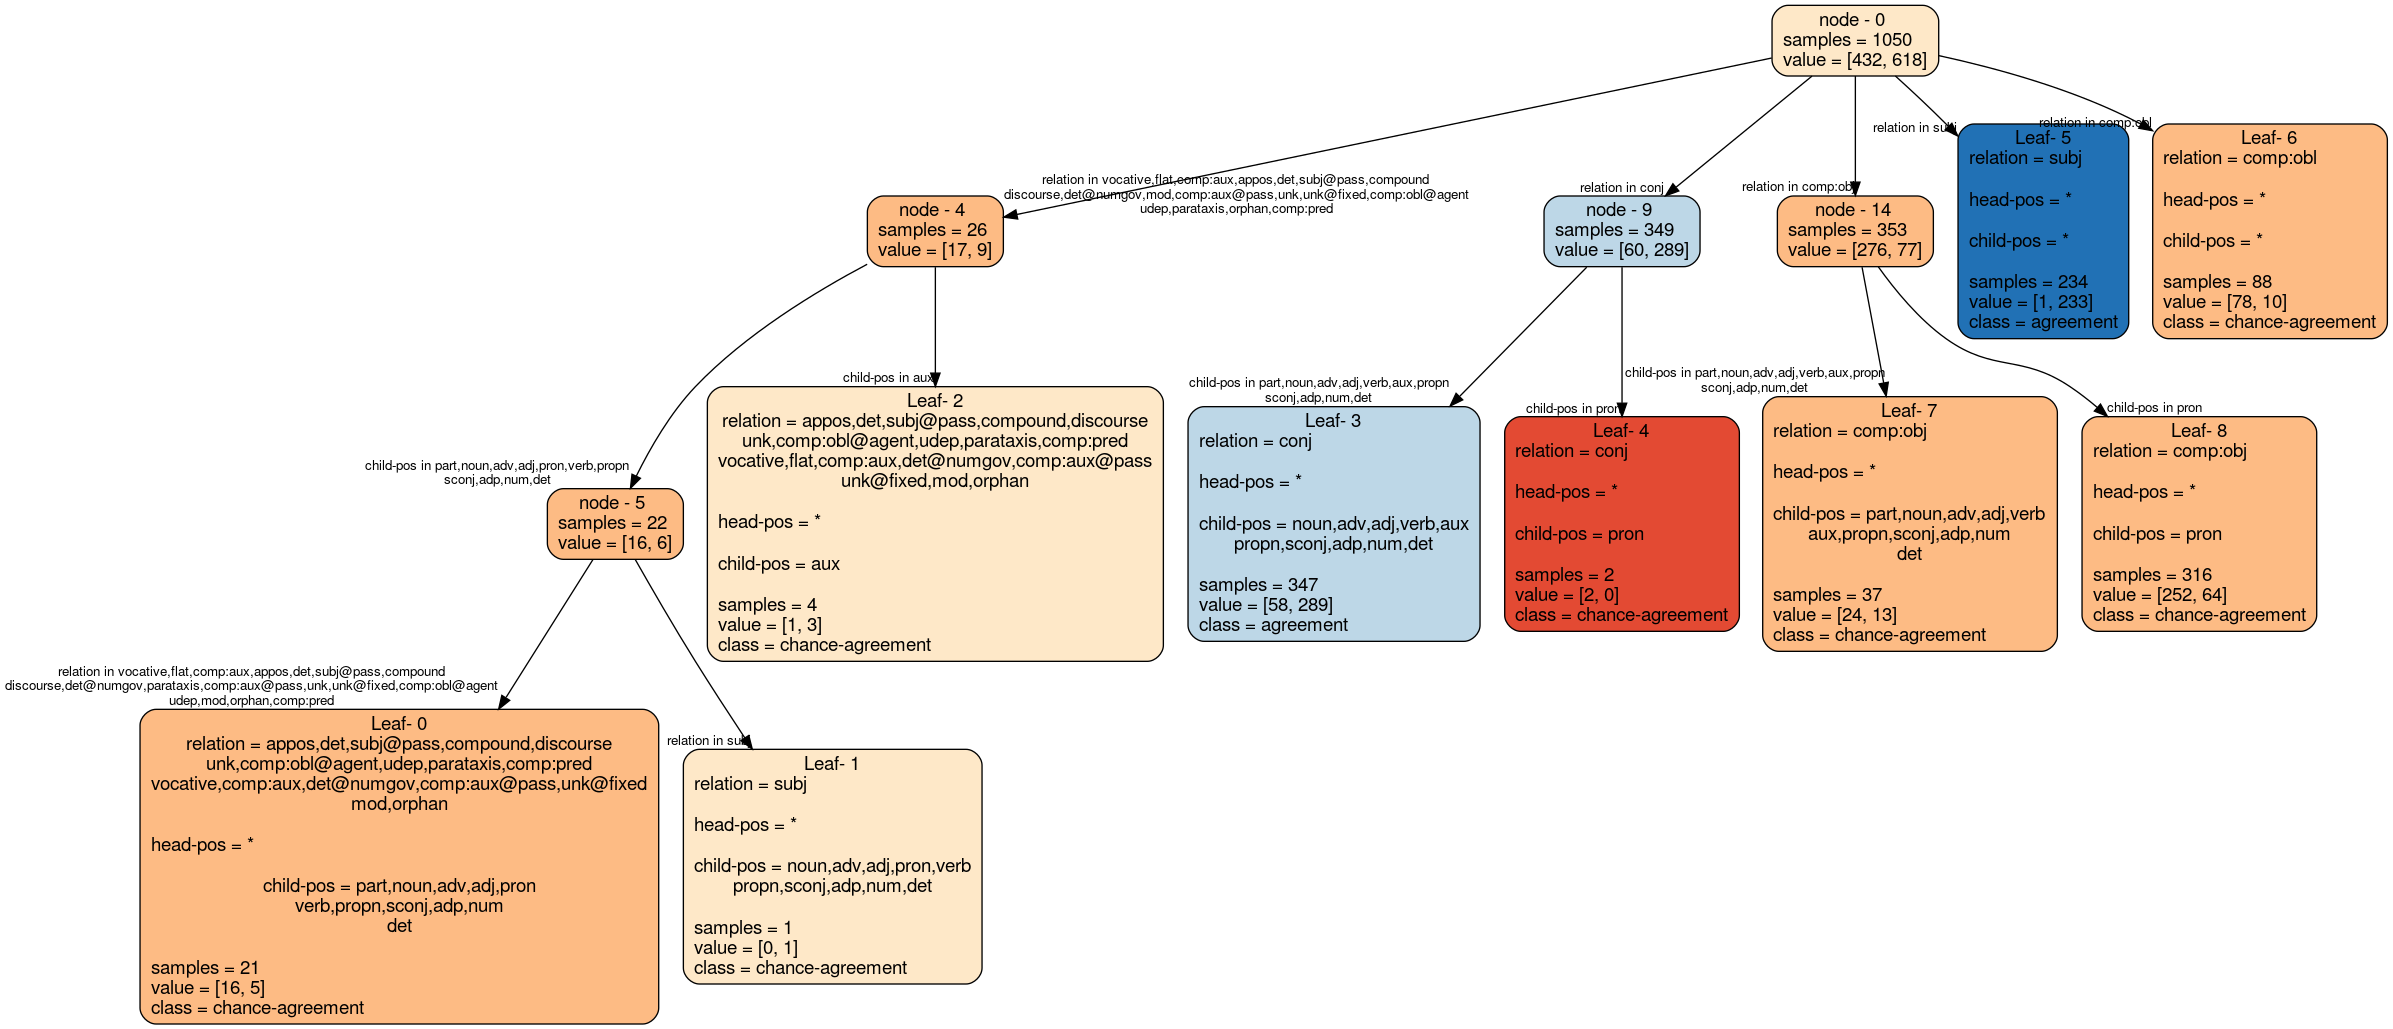 node - 0
samples = 1050
value = [432, 618]
relation in vocative,flat,comp:aux,appos,det,subj@pass,compound
discourse,det@numgov,mod,comp:aux@pass,unk,unk@fixed,comp:obl@agent
udep,parataxis,orphan,comp:pred
relation in conj
relation in comp:obj
relation in subj
relation in comp:obl
node - 4
samples = 26
value = [17, 9]
node - 9
samples = 349
value = [60, 289]
node - 14
samples = 353
value = [276, 77]
Leaf- 5
relation = subj
head-pos = *
child-pos = *
samples = 234
value = [1, 233]
class = agreement
Leaf- 6
relation = comp:obl
head-pos = *
child-pos = *
samples = 88
value = [78, 10]
class = chance-agreement
child-pos in part,noun,adv,adj,pron,verb,propn
sconj,adp,num,det
child-pos in aux
child-pos in part,noun,adv,adj,verb,aux,propn
sconj,adp,num,det
child-pos in pron
child-pos in part,noun,adv,adj,verb,aux,propn
sconj,adp,num,det
child-pos in pron
node - 5
samples = 22
value = [16, 6]
Leaf- 2
relation = appos,det,subj@pass,compound,discourse
unk,comp:obl@agent,udep,parataxis,comp:pred
vocative,flat,comp:aux,det@numgov,comp:aux@pass
unk@fixed,mod,orphan
head-pos = *
child-pos = aux
samples = 4
value = [1, 3]
class = chance-agreement
Leaf- 3
relation = conj
head-pos = *
child-pos = noun,adv,adj,verb,aux
propn,sconj,adp,num,det
samples = 347
value = [58, 289]
class = agreement
Leaf- 4
relation = conj
head-pos = *
child-pos = pron
samples = 2
value = [2, 0]
class = chance-agreement
Leaf- 7
relation = comp:obj
head-pos = *
child-pos = part,noun,adv,adj,verb
aux,propn,sconj,adp,num
det
samples = 37
value = [24, 13]
class = chance-agreement
Leaf- 8
relation = comp:obj
head-pos = *
child-pos = pron
samples = 316
value = [252, 64]
class = chance-agreement
relation in vocative,flat,comp:aux,appos,det,subj@pass,compound
discourse,det@numgov,parataxis,comp:aux@pass,unk,unk@fixed,comp:obl@agent
udep,mod,orphan,comp:pred
relation in subj
Leaf- 0
relation = appos,det,subj@pass,compound,discourse
unk,comp:obl@agent,udep,parataxis,comp:pred
vocative,comp:aux,det@numgov,comp:aux@pass,unk@fixed
mod,orphan
head-pos = *
child-pos = part,noun,adv,adj,pron
verb,propn,sconj,adp,num
det
samples = 21
value = [16, 5]
class = chance-agreement
Leaf- 1
relation = subj
head-pos = *
child-pos = noun,adv,adj,pron,verb
propn,sconj,adp,num,det
samples = 1
value = [0, 1]
class = chance-agreement